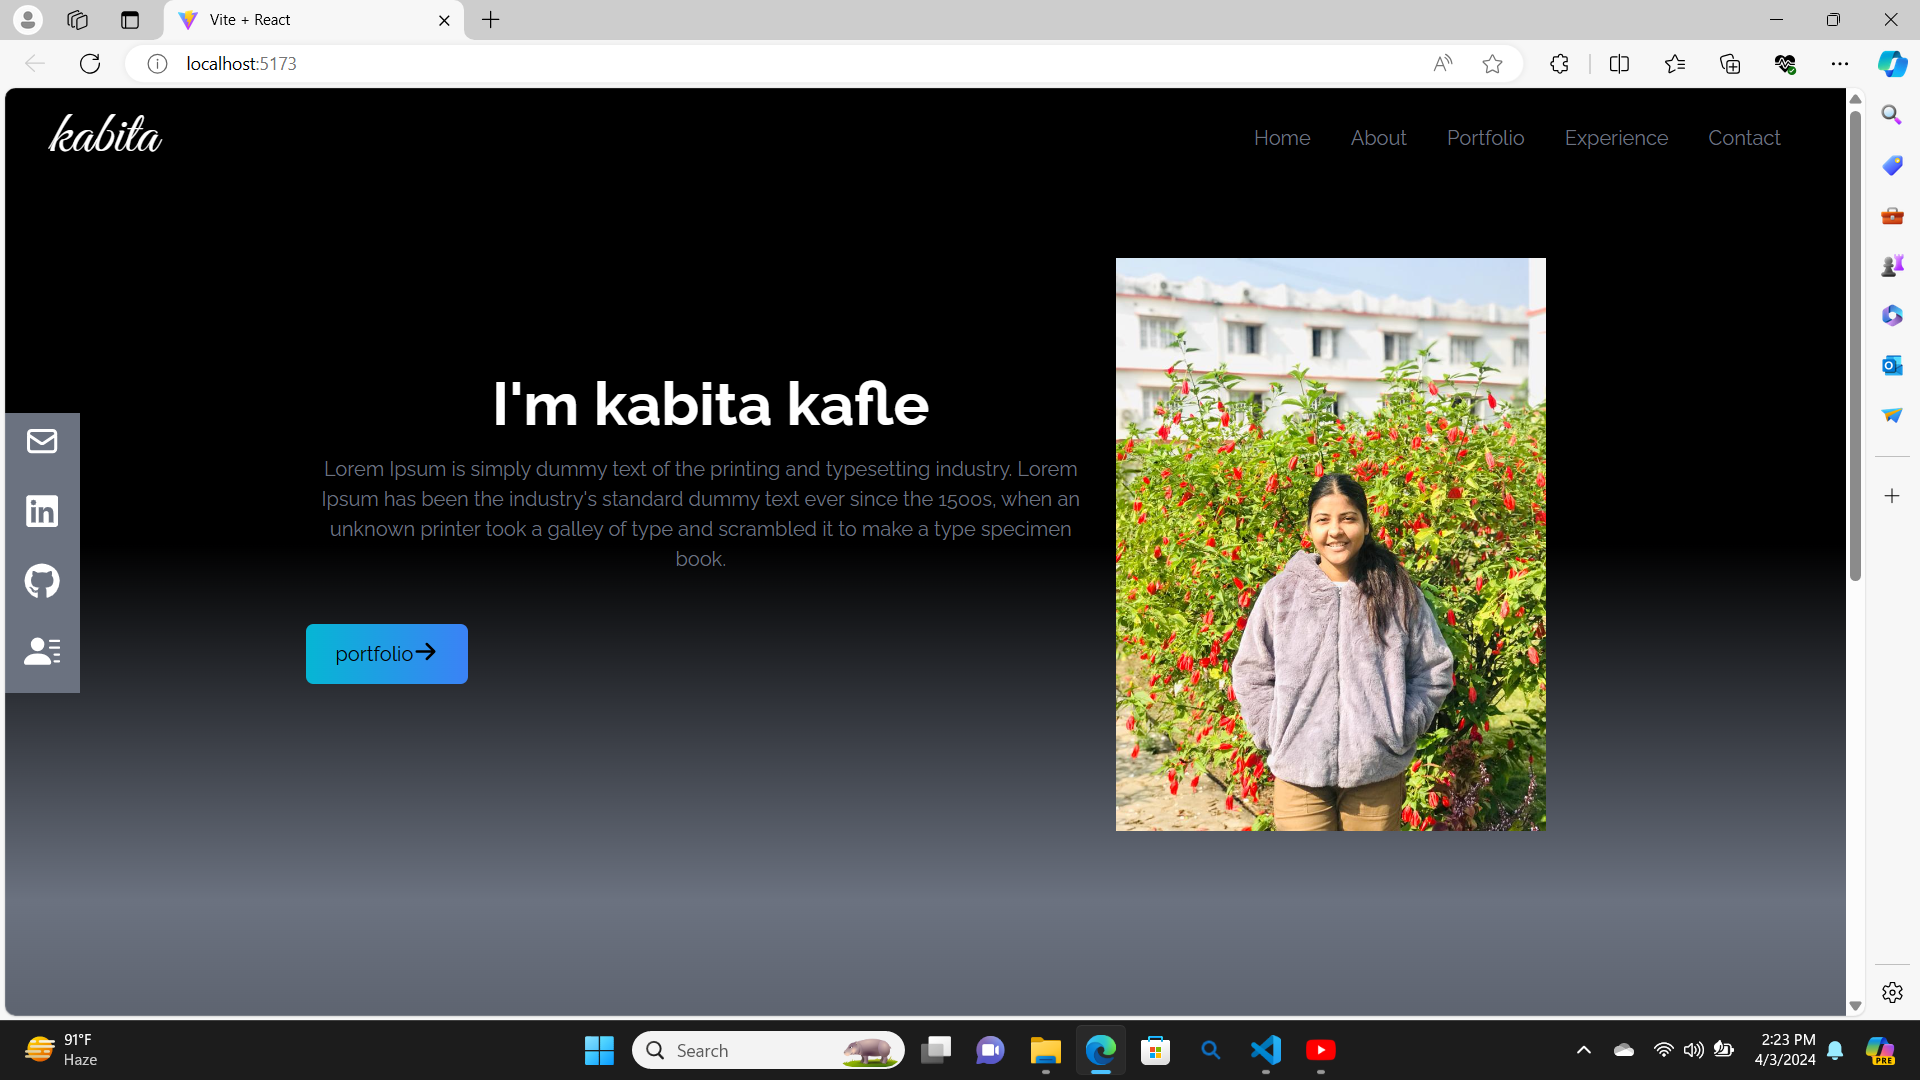 Vite + React
localhost:5173
kabita
Home About Portfolio Experience Contact
I'm kabita kafle
Lorem Ipsum is simply dummy text of the printing and typesetting industry. Lorem
Ipsum has been the industry's standard dummy text ever since the 1500s, when an
unknown printer took a galley of type and scrambled it to make a type specimen
book.
portfolio
91°F
Haze
Search
2:23 PM
4/3/2024
PRE